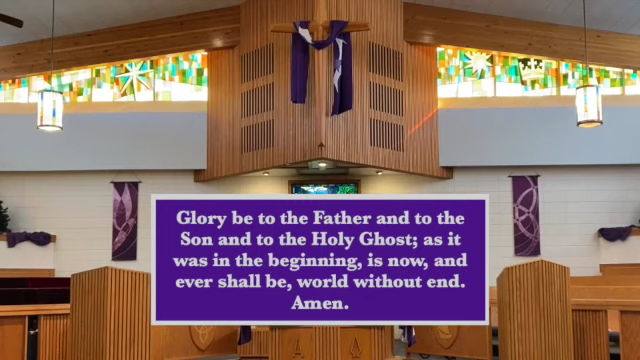 Glory be to the Father and to the
Son and to the Holy Ghost; as it
was in the beginning, is now, and
ever shall be, world without end.
Amen.